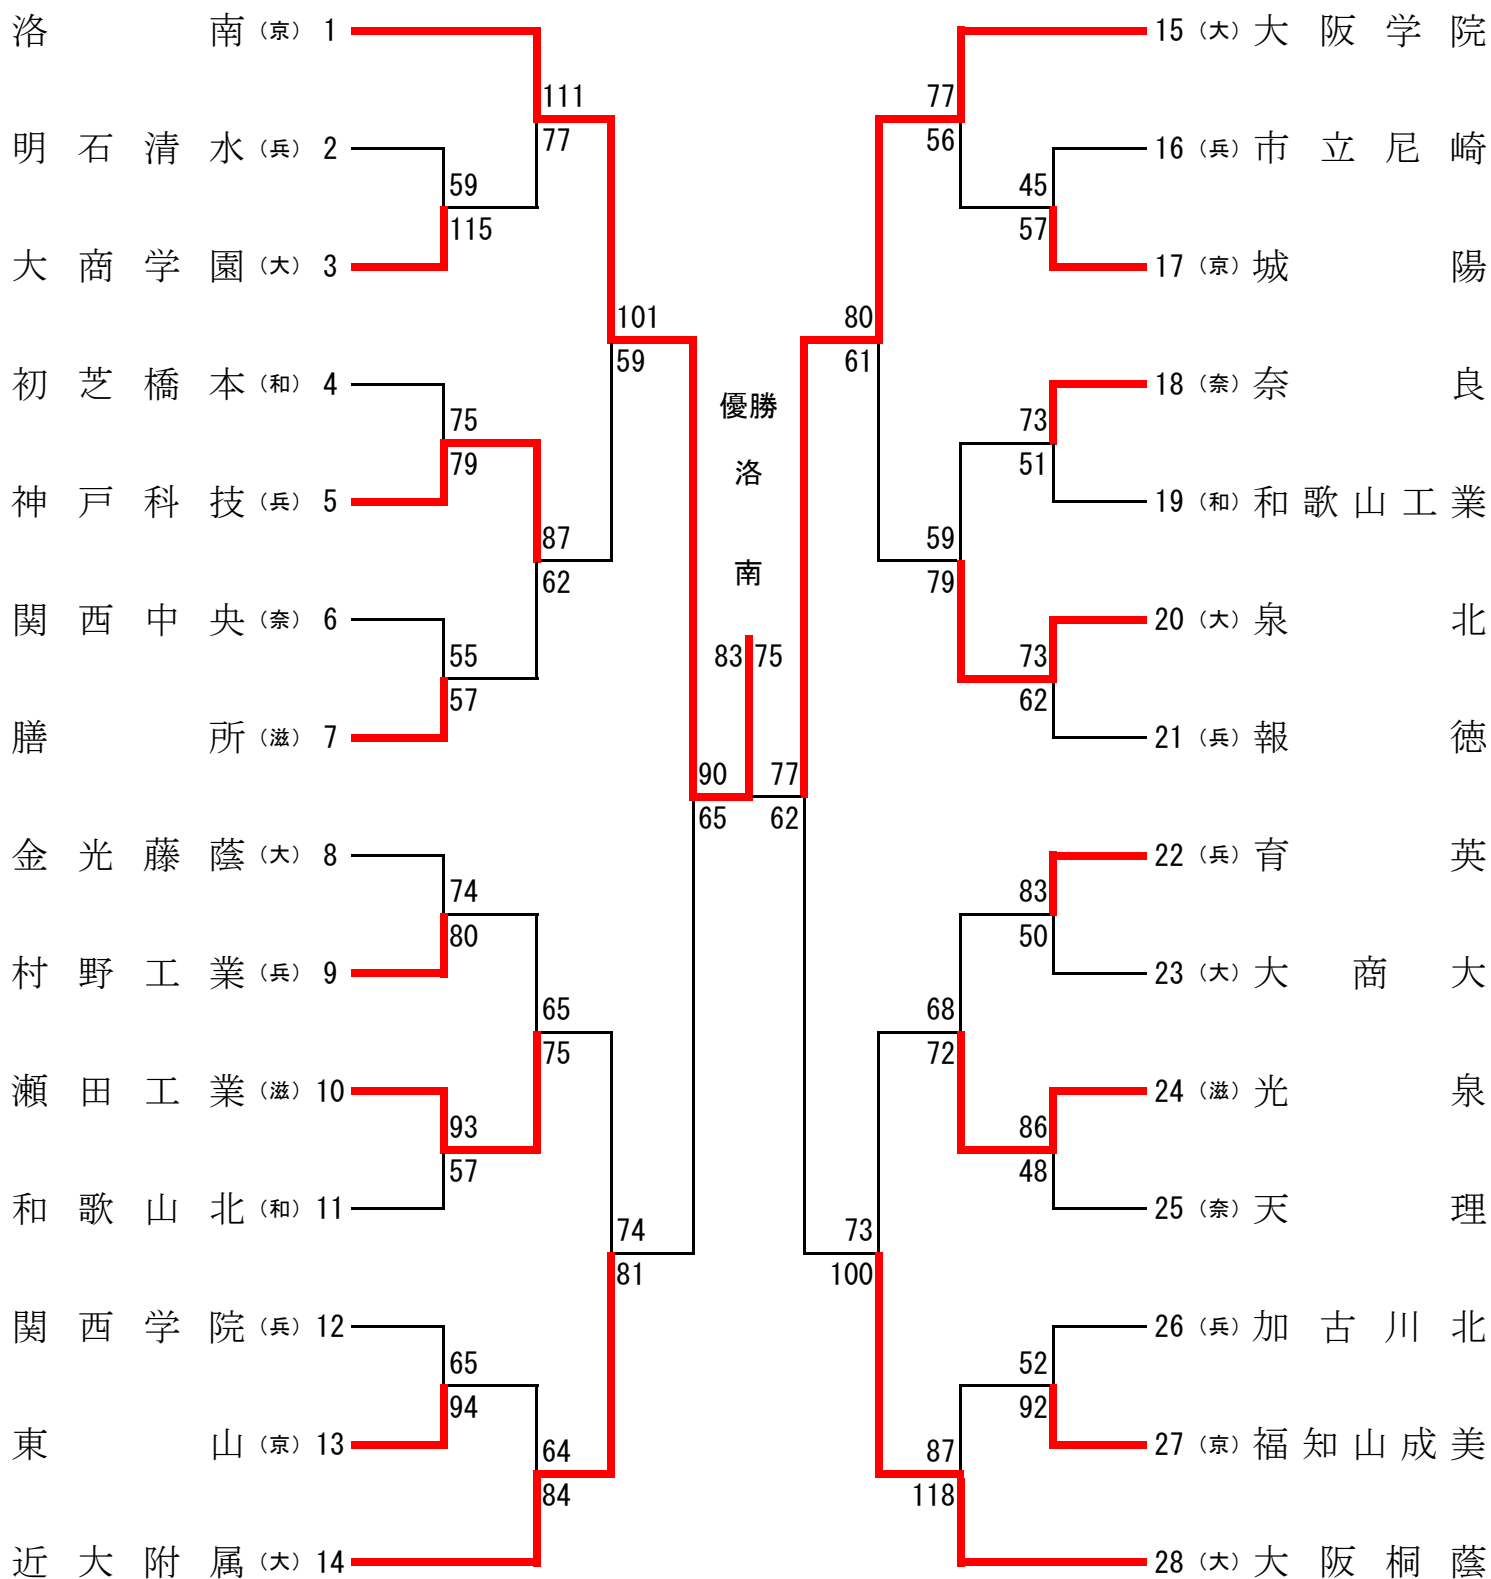 洛南 (京) 1
明石清水 (兵) 2
大商学園 (大) 3
初芝橋本 (和) 4
神戸科技 (兵) 5
関西中央 (奈) 6
膳所 (滋) 7
金光藤蔭 (大) 8
村野工業 (兵) 9
瀬田工業 (滋) 10
和歌山北 (和) 11
関西学院 (兵) 12
東山 (京) 13
近大附属 (大) 14
59
115
75
79
55
57
74
80
93
57
65
94
111
77
87
62
65
75
64
84
101
59
74
81
90
65
優勝
洛
南
83 75
77
62
80
61
73
100
77
56
59
79
68
72
87
118
45
57
73
51
73
62
83
50
86
48
52
92
15 (大) 大阪学院
16 (兵) 市立尼崎
17 (京) 城陽
18 (奈) 奈良
19 (和) 和歌山工業
20 (大) 泉北
21 (兵) 報徳
22 (兵) 育英
23 (大) 大商大
24 (滋) 光泉
25 (奈) 天理
26 (兵) 加古川北
27 (京) 福知山成美
28 (大) 大阪桐蔭